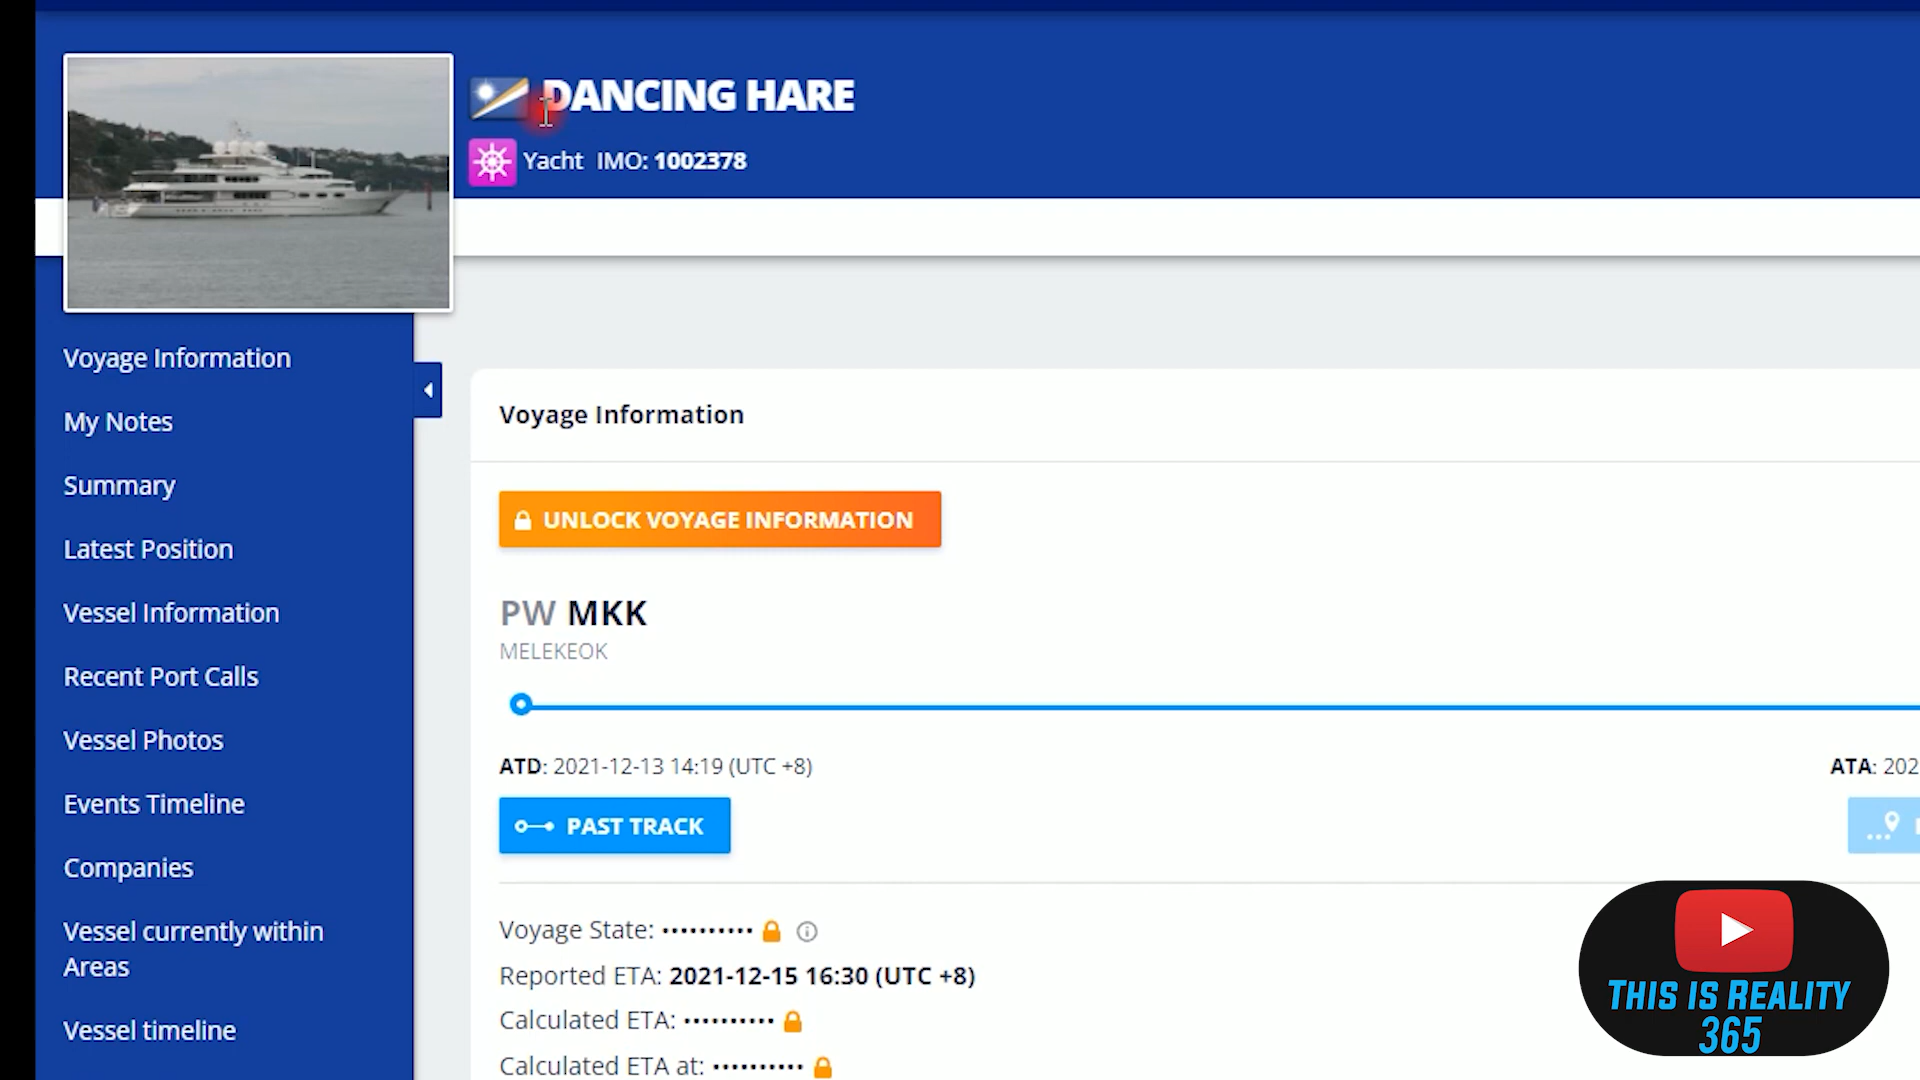 DANCING HARE
Yacht IMO: 1002378
Voyage Information
My Notes
Summary
Latest Position
Vessel Information
Recent Port Calls
Vessel Photos
Events Timeline
Companies
Vessel currently within
Areas
Vessel timeline
Voyage Information
UNLOCK VOYAGE INFORMATION
PW MKK
MELEKEOK
ATD: 2021-12-13 14:19 (UTC +8)
ATA: 202
PAST TRACK
Voyage State: ••••••••••
Reported ETA: 2021-12-15 16:30 (UTC +8)
Calculated ETA: ••••••••••
Calculated ETA at: ••••••••••
THIS IS REALITY
365